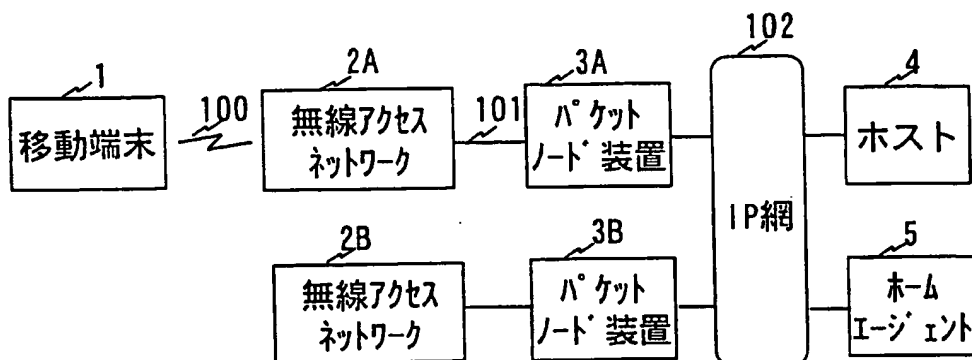 1
移動端末
100
2A
無線アクセス
ネットワーク
101
3A
パケット
ノード装置
102
IP網
4
ホスト
2B
無線アクセス
ネットワーク
3B
パケット
ノード装置
5
ホーム
エージェント